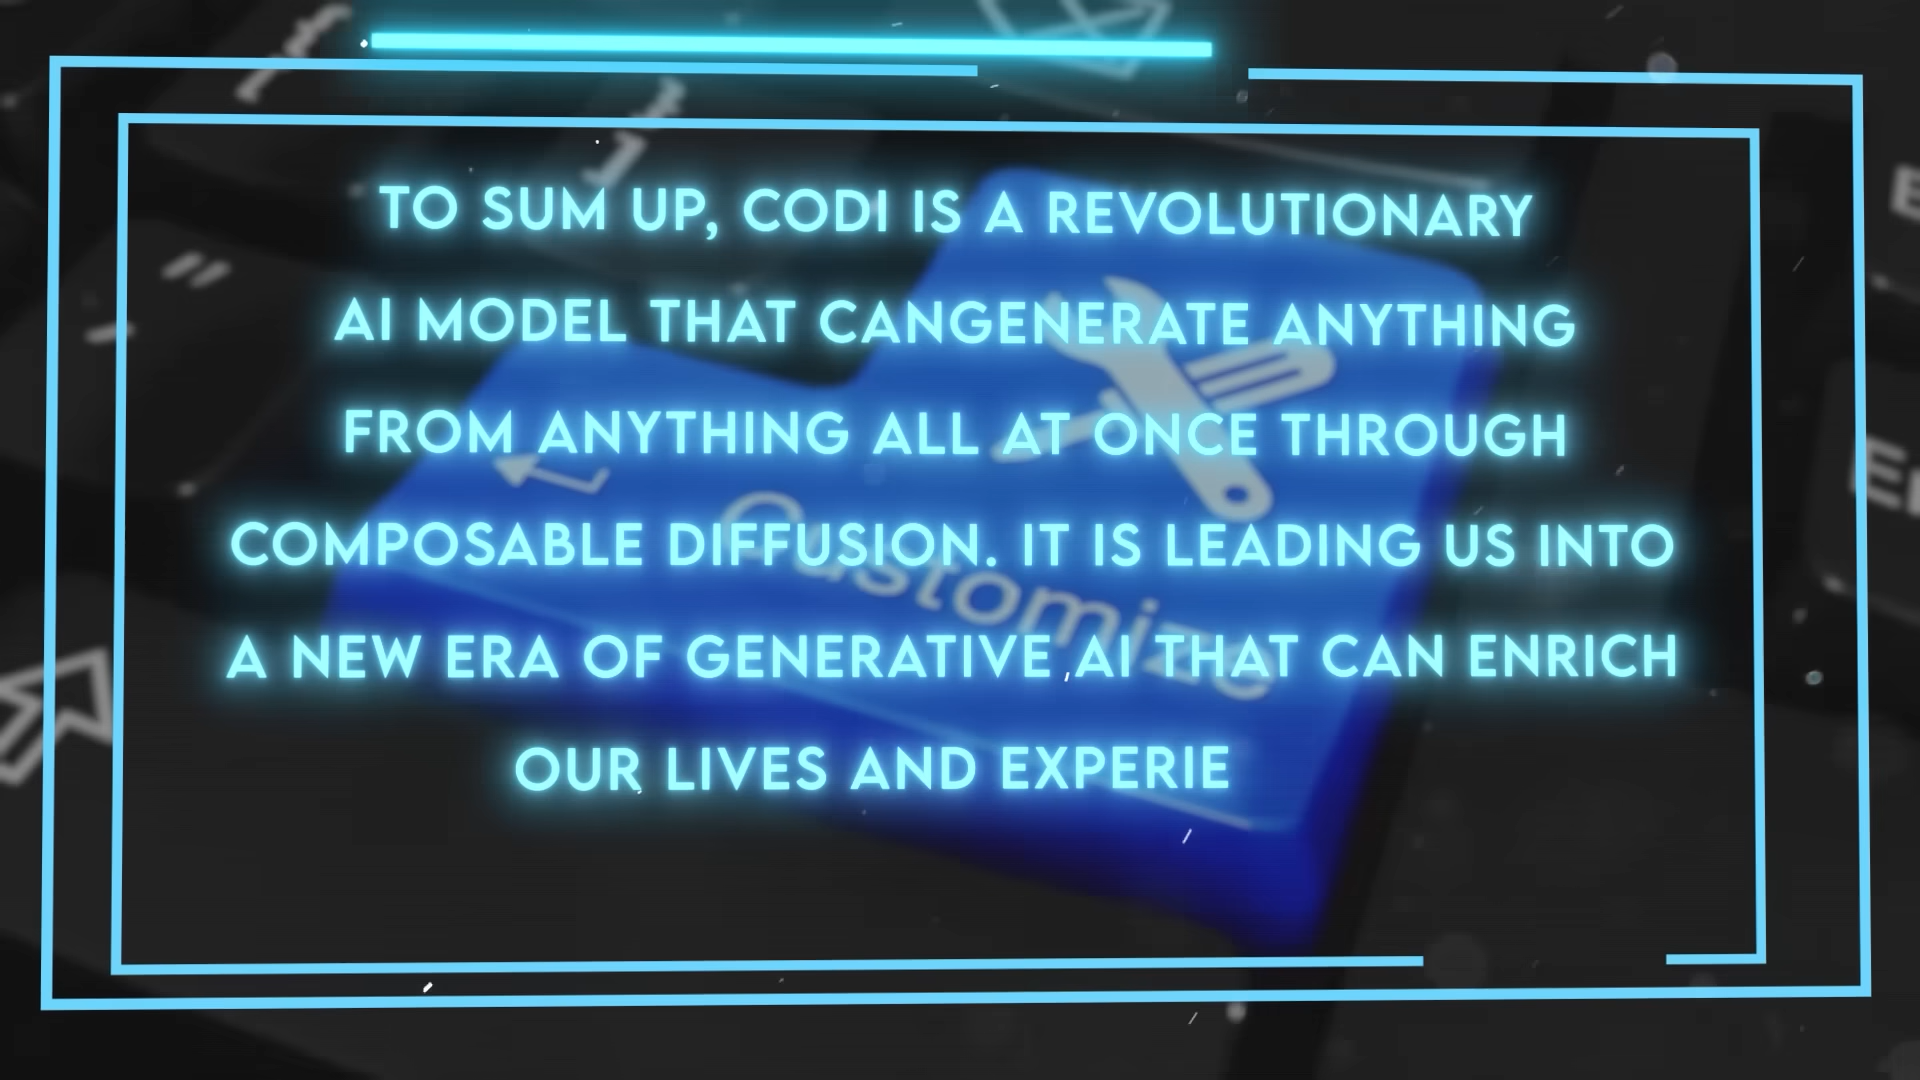 TO SUM UP, CODI IS A REVOLUTIONARY
AI MODEL THAT CANGENERATE ANYTHING
FROM ANYTHING ALL AT ONCE THROUGH
COMPOSABLE DIFFUSION. IT IS LEADING US INTO
A NEW ERA OF GENERATIVE AI THAT CAN ENRICH
OUR LIVES AND EXPERIE
Customize